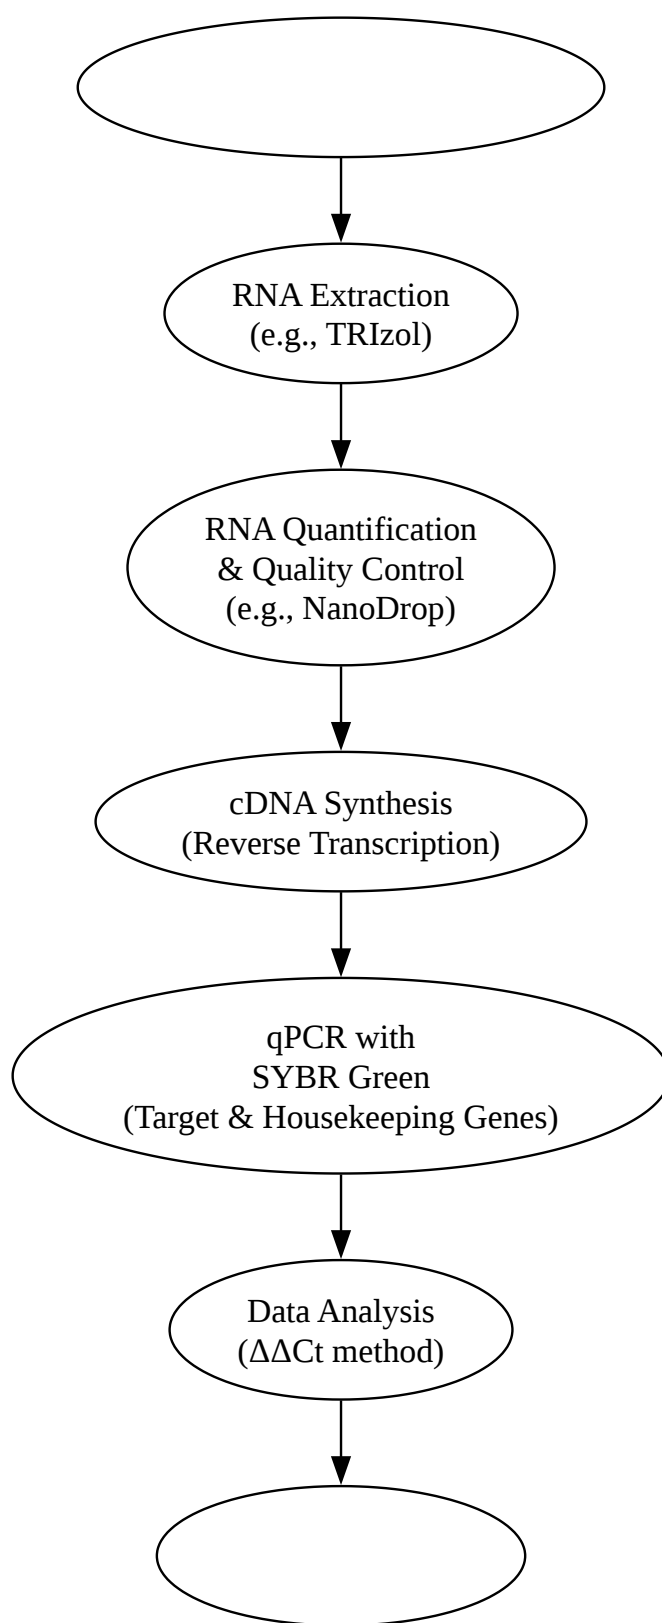 RNA Extraction
(e.g., TRIzol)
RNA Quantification
& Quality Control
(e.g., NanoDrop)
cDNA Synthesis
(Reverse Transcription)
qPCR with
SYBR Green
(Target & Housekeeping Genes)
Data Analysis
(ΔΔCt method)